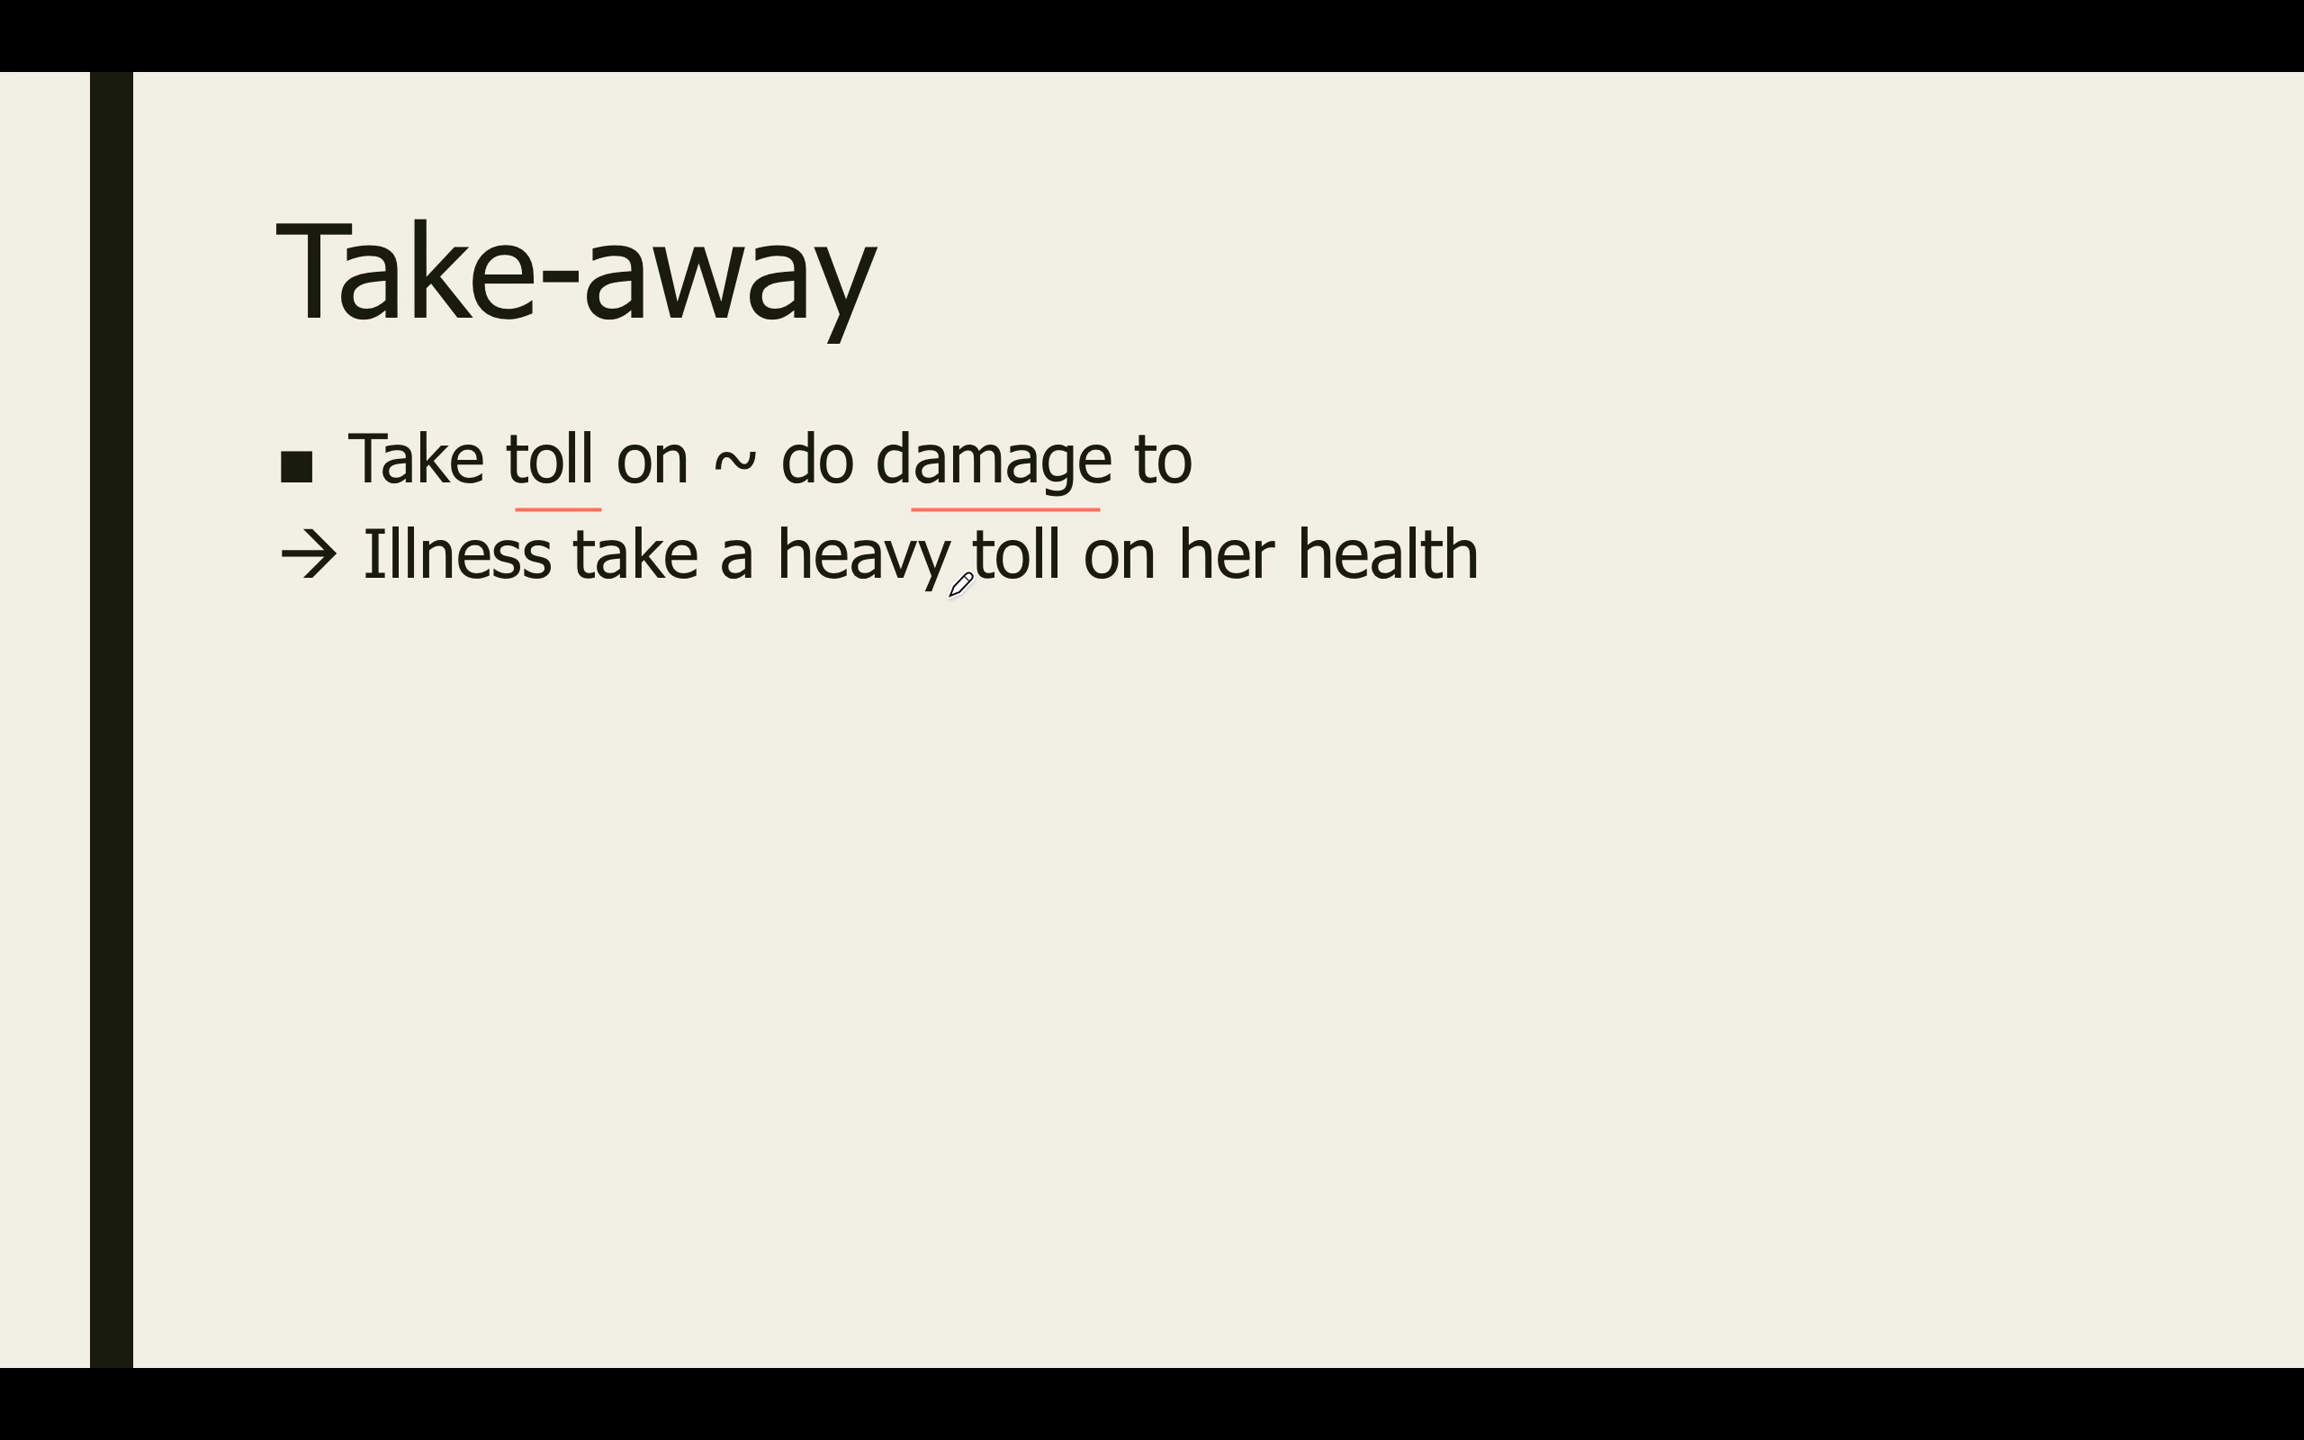 Take-away
▪ Take toll on ~ do damage to
→ Illness take a heavy toll on her health